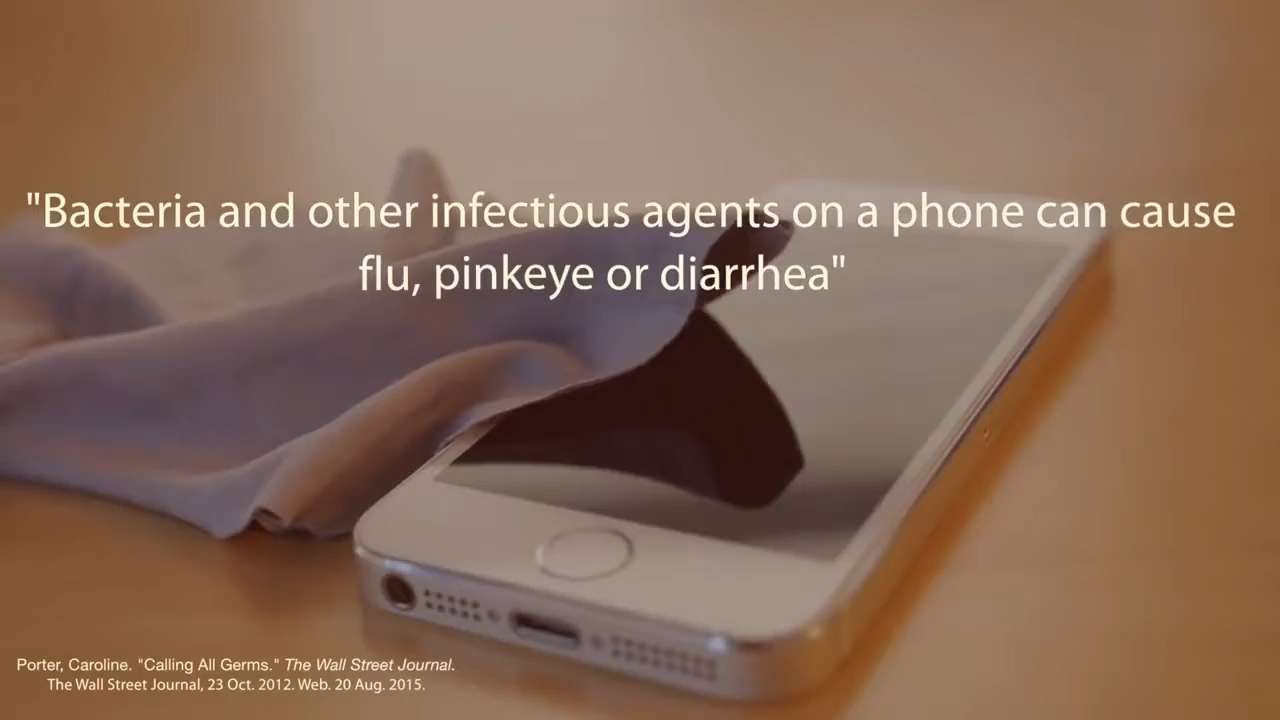 "Bacteria and other infectious agents on a phone can cause
flu, pinkeye or diarrhea"
Porter, Caroline. "Calling All Germs." The Wall Street Journal.
The Wall Street Journal, 23 Oct. 2012. Web. 20 Aug. 2015.